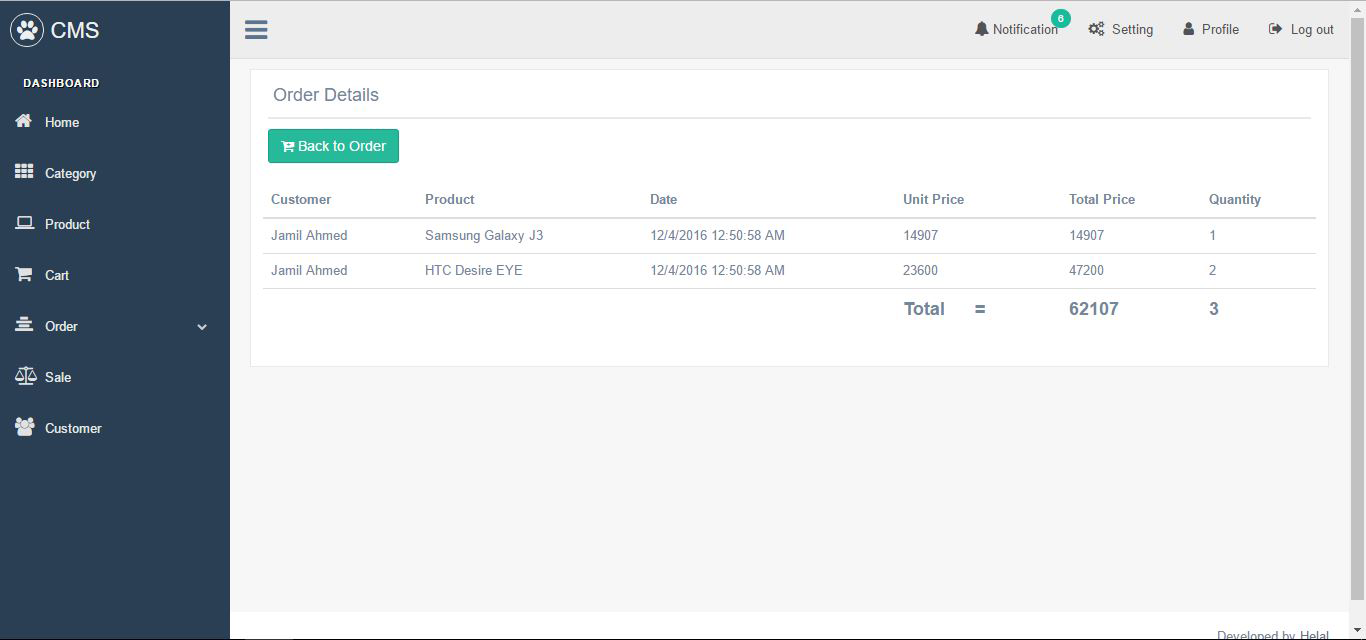 CMS
DASHBOARD
Home
Category
Product
Cart
Order
Sale
Customer
Notification 6 Setting Profile Log out
Order Details
Back to Order
Customer Product Date Unit Price Total Price Quantity
Jamil Ahmed Samsung Galaxy J3 12/4/2016 12:50:58 AM 14907 14907 1
Jamil Ahmed HTC Desire EYE 12/4/2016 12:50:58 AM 23600 47200 2
Total = 62107 3
Developed by Helal